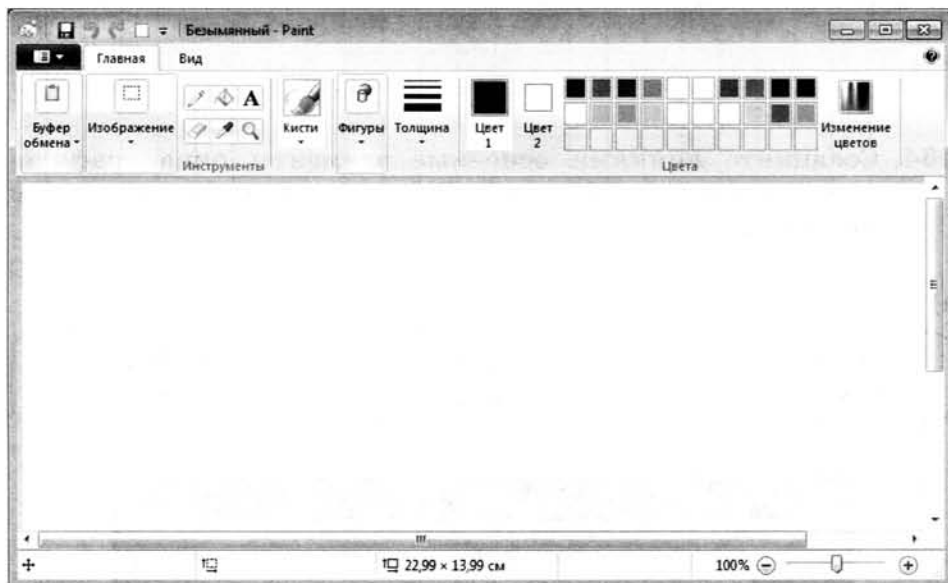 Безымянный - Paint
Главная Вид
A
Буфер обмена
Изображение
Инструменты
Кисти
Фигуры
Толщина
Цвет 1
Цвет 2
Цвета
Изменение цветов
22,99 × 13,99 см
100%